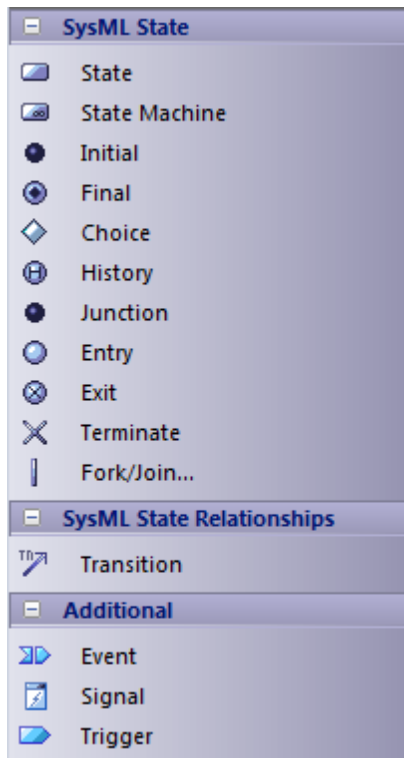 SysML State
State
State Machine
Initial
Final
Choice
History
Junction
Entry
Exit
Terminate
Fork/Join...
SysML State Relationships
Transition
Additional
Event
Signal
Trigger